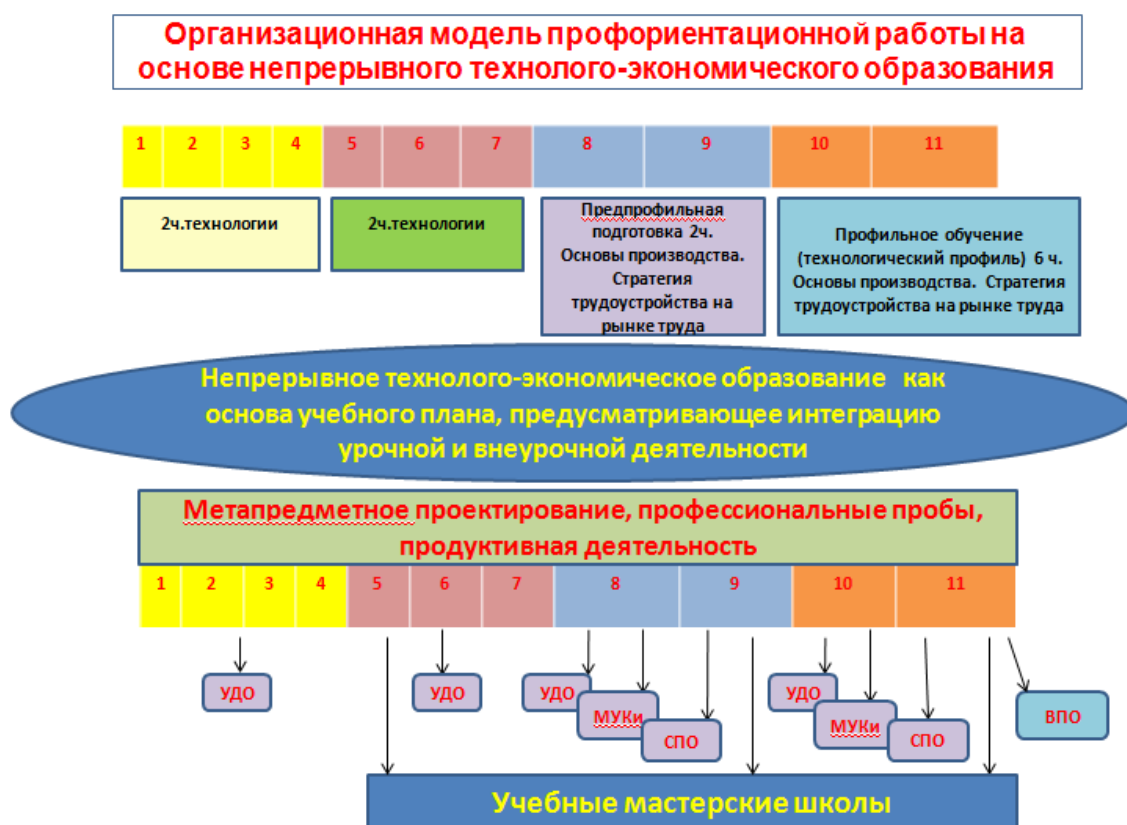 Организационная модель профориентационной работы на
основе непрерывного технолого-экономического образования
1 2 3 4 5 6 7 8 9 10 11
2ч.технологии
2ч.технологии
Предпрофильная
подготовка 2ч.
Основы производства.
Стратегия
трудоустройства на
рынке труда
Профильное обучение
(технологический профиль) 6 ч.
Основы производства. Стратегия
трудоустройства на рынке труда
Непрерывное технолого-экономическое образование как
основа учебного плана, предусматривающее интеграцию
урочной и внеурочной деятельности
Метапредметное проектирование, профессиональные пробы,
продуктивная деятельность
1 2 3 4 5 6 7 8 9 10 11
УДО
УДО
УДО
МУКи
СПО
УДО
МУКи
СПО
ВПО
Учебные мастерские школы